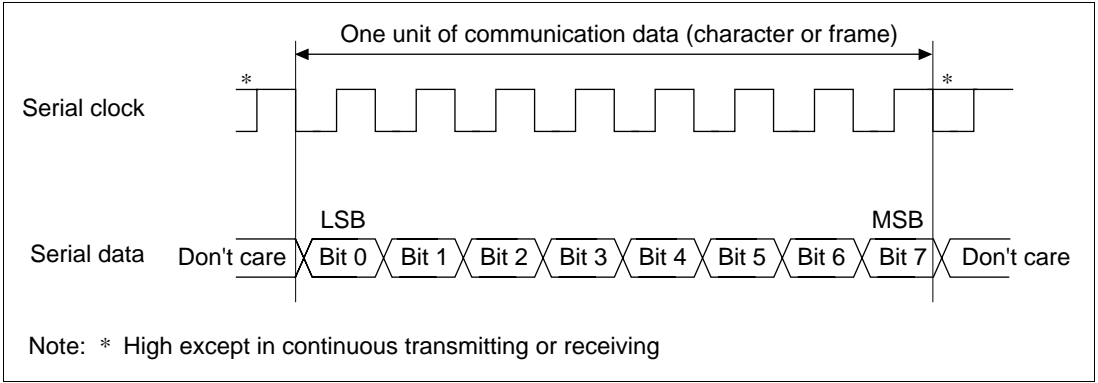 One unit of communication data (character or frame)
* *
Serial clock
LSB MSB
Serial data Don't care Bit 0 Bit 1 Bit 2 Bit 3 Bit 4 Bit 5 Bit 6 Bit 7 Don't care
Note: * High except in continuous transmitting or receiving